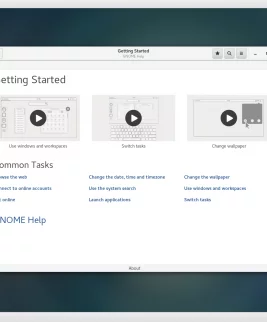 Getting Started
GNOME Help
etting Started
Use windows and workspaces
Switch tasks
Change wallpaper
ommon Tasks
wse the web
Change the date, time and timezone
Change the wallpaper
nect to online accounts
Use the system search
Use windows and workspaces
online
Launch applications
Switch tasks
NOME Help
About